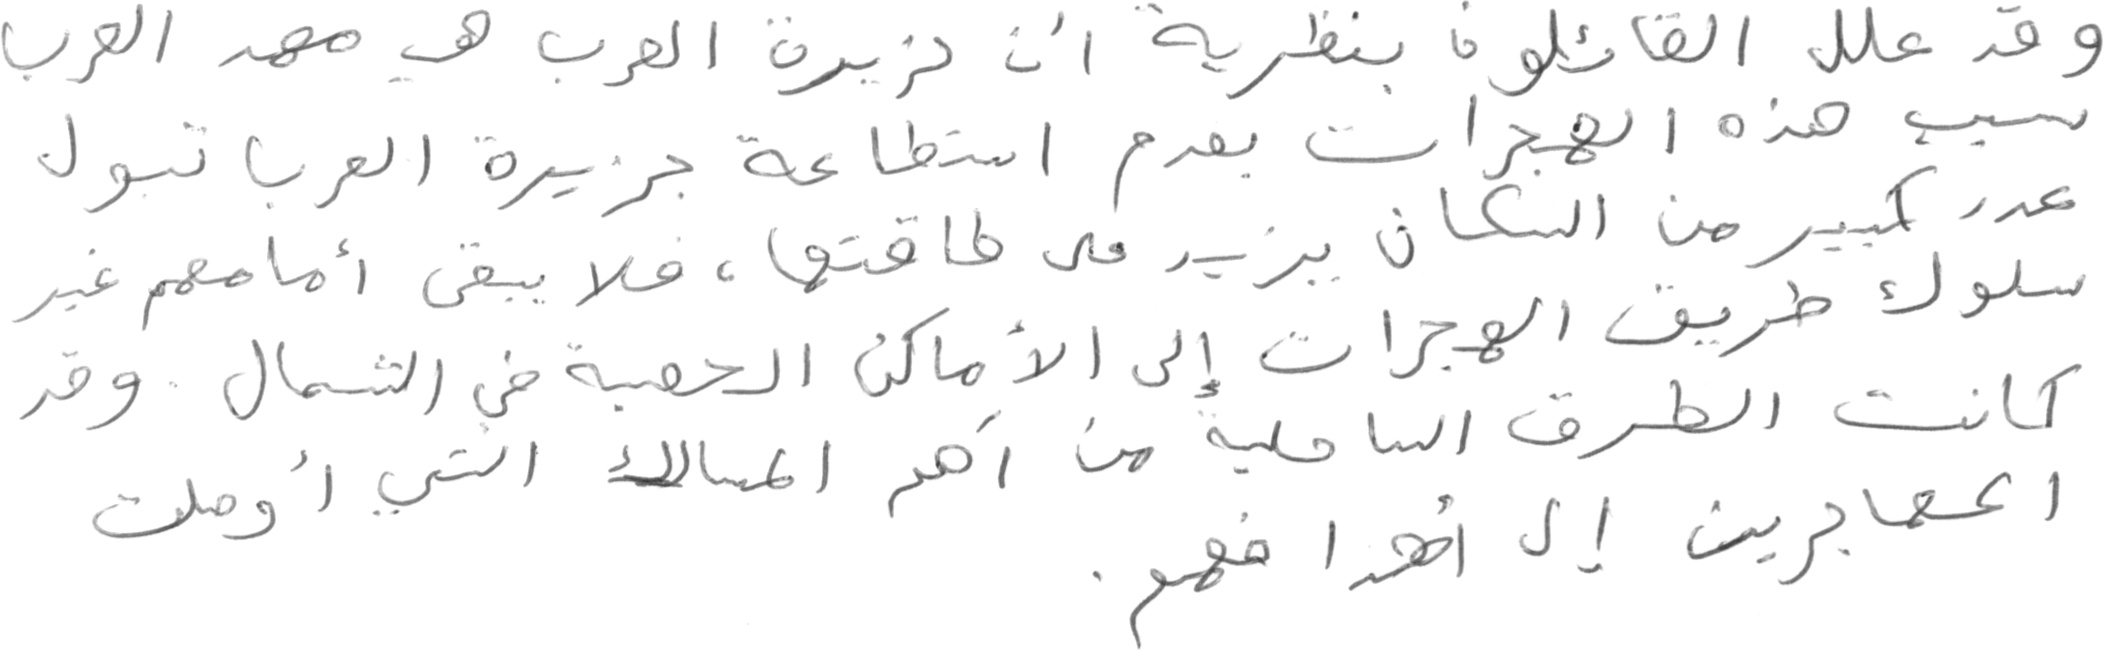 وقد علل القائلون بنظرية أن جزيرة العرب هي مهد العرب
سبب هذه الهجرات بعدم استطاعة جزيرة العرب قبول
عدد كبير من السكان يزيد على طاقتها، فلا يبقى أمامهم غير
سلوك طريق الهجرات إلى الأماكن الخصبة في الشمال. وقد
كانت الطرق الساحلية من أهم المسالك التي أوصلت
المهاجرين إلى أهدافهم.